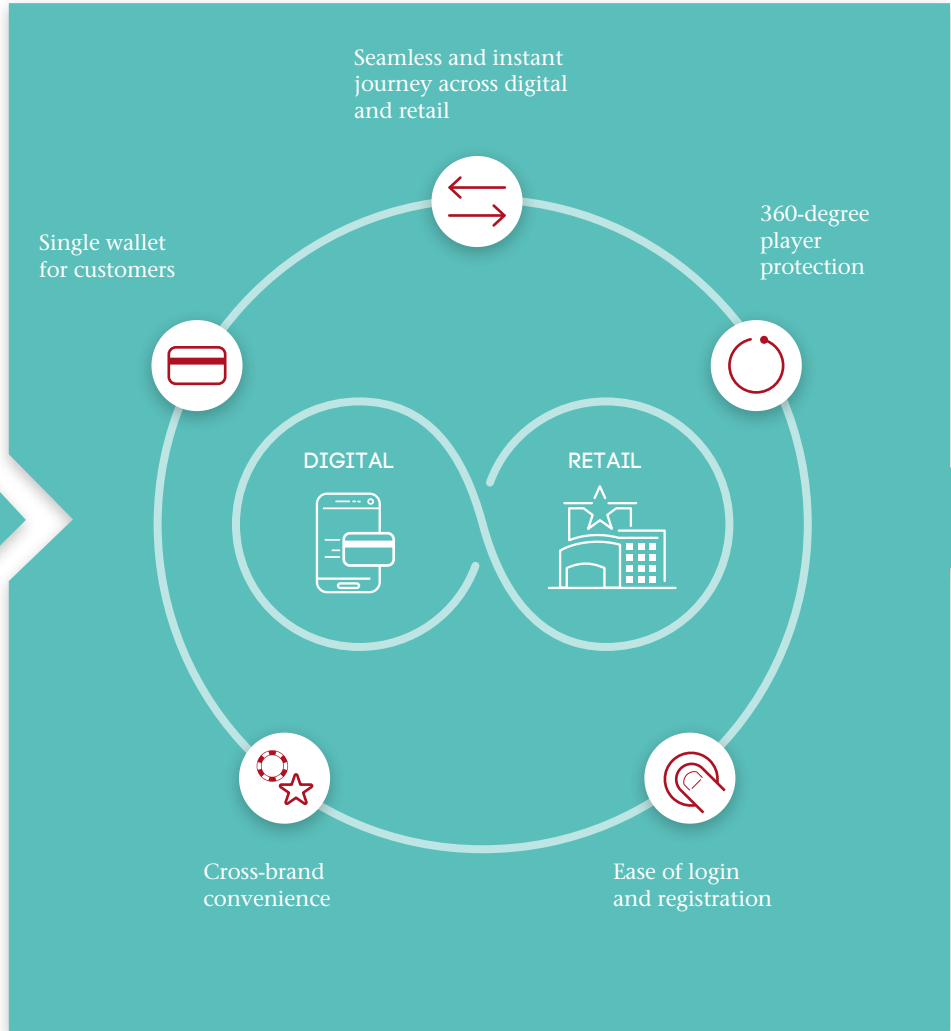 Seamless and instant
journey across digital
and retail
360-degree
player
protection
Single wallet
for customers
DIGITAL
RETAIL
Cross-brand
convenience
Ease of login
and registration